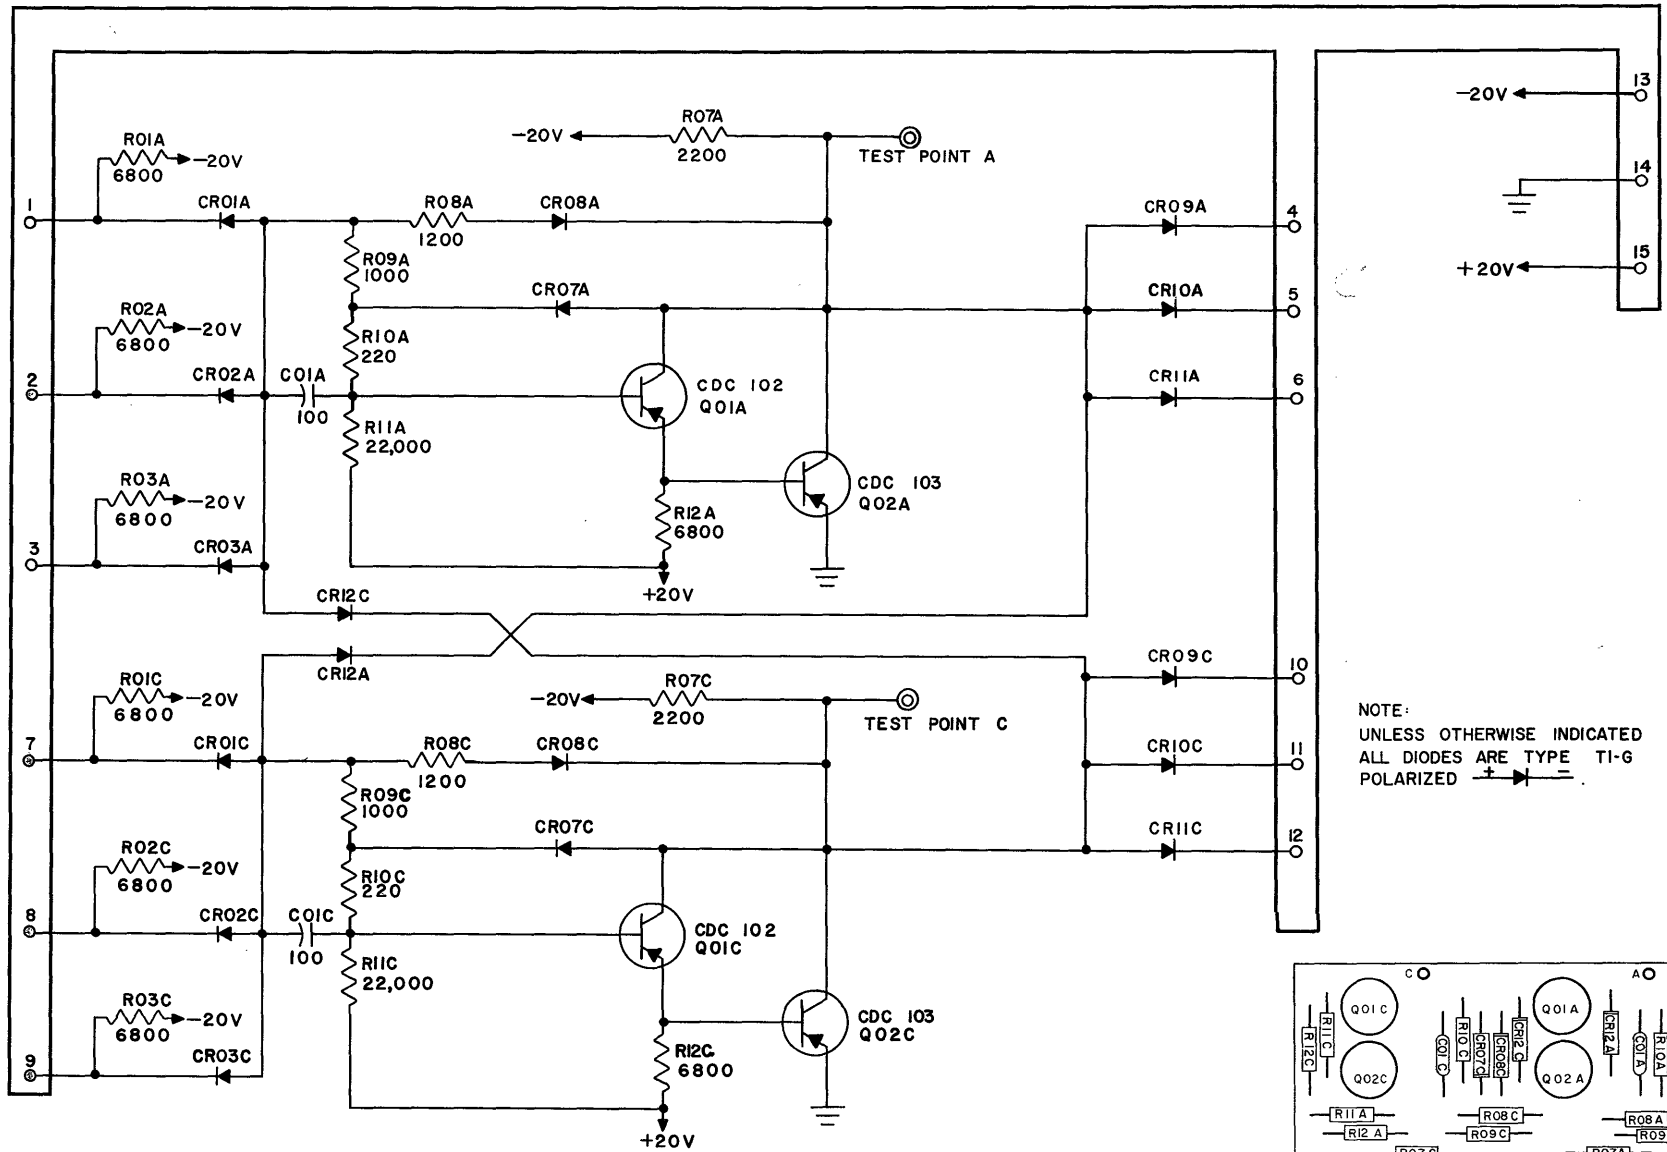 13
-20V
14
15
+20V
R07A
-20V
2200
TEST POINT A
R01A
-20V
6800
1
CR01A
R08A
1200
CR08A
CR09A
4
R09A
1000
CR07A
CR10A
5
R02A
-20V
6800
R10A
220
2
CR02A
C01A
100
CDC 102
Q01A
CR11A
6
R11A
22,000
R03A
-20V
6800
CDC 103
Q02A
R12A
6800
3
CR03A
+20V
CR12C
CR12A
R01C
-20V
6800
R07C
-20V
2200
TEST POINT C
CR09C
10
7
CR01C
R08C
1200
CR08C
CR10C
11
R09C
1000
CR07C
CR11C
12
NOTE:
UNLESS OTHERWISE INDICATED
ALL DIODES ARE TYPE TI-G
POLARIZED + -
R02C
-20V
6800
R10C
220
8
CR02C
C01C
100
CDC 102
Q01C
R11C
22,000
R03C
-20V
6800
CDC 103
Q02C
R12C
6800
9
CR03C
+20V
C
A
Q01C
Q01A
R12C
R11C
C01C
R10C
CR07C
CR08C
CR12C
CR12A
C01A
R10A
Q02C
Q02A
R11A
R08C
R08A
R12A
R09C
R09
R07C
R07A